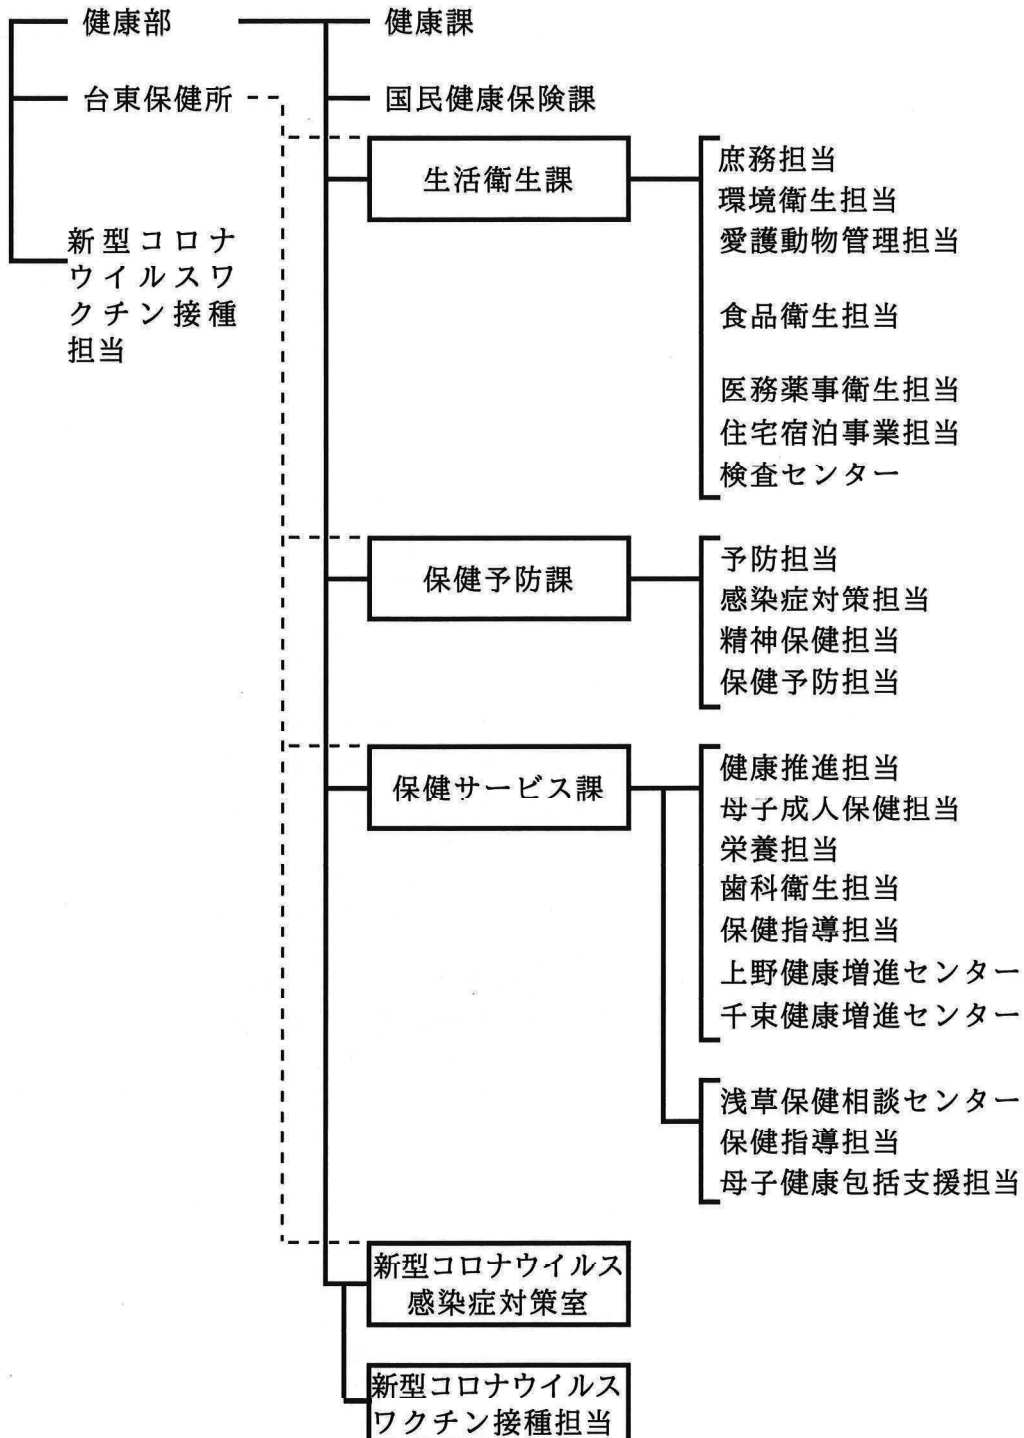 健康部
健康課
台東保健所
国民健康保険課
新型コロナ
ウイルスワ
クチン接種
担当
生活衛生課
庶務担当
環境衛生担当
愛護動物管理担当
食品衛生担当
医務薬事衛生担当
住宅宿泊事業担当
検査センター
保健予防課
予防担当
感染症対策担当
精神保健担当
保健予防担当
保健サービス課
健康推進担当
母子成人保健担当
栄養担当
歯科衛生担当
保健指導担当
上野健康増進センター
千束健康増進センター
浅草保健相談センター
保健指導担当
母子健康包括支援担当
新型コロナウイルス
感染症対策室
新型コロナウイルス
ワクチン接種担当